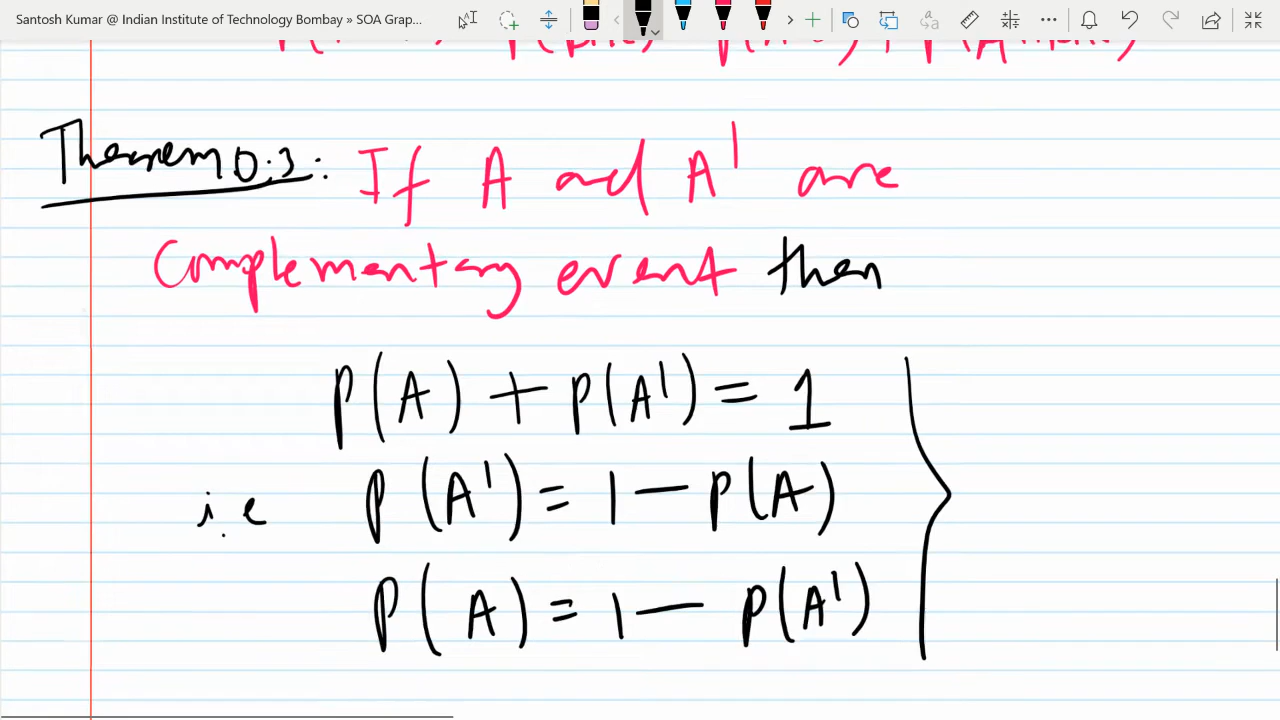 Santosh Kumar @ Indian Institute of Technology Bombay » SOA Grap...
Theorem 0.3: If A and A' are
Complementary event then
P(A) + P(A') = 1
i.e P(A') = 1 - P(A)
P(A) = 1 - P(A')